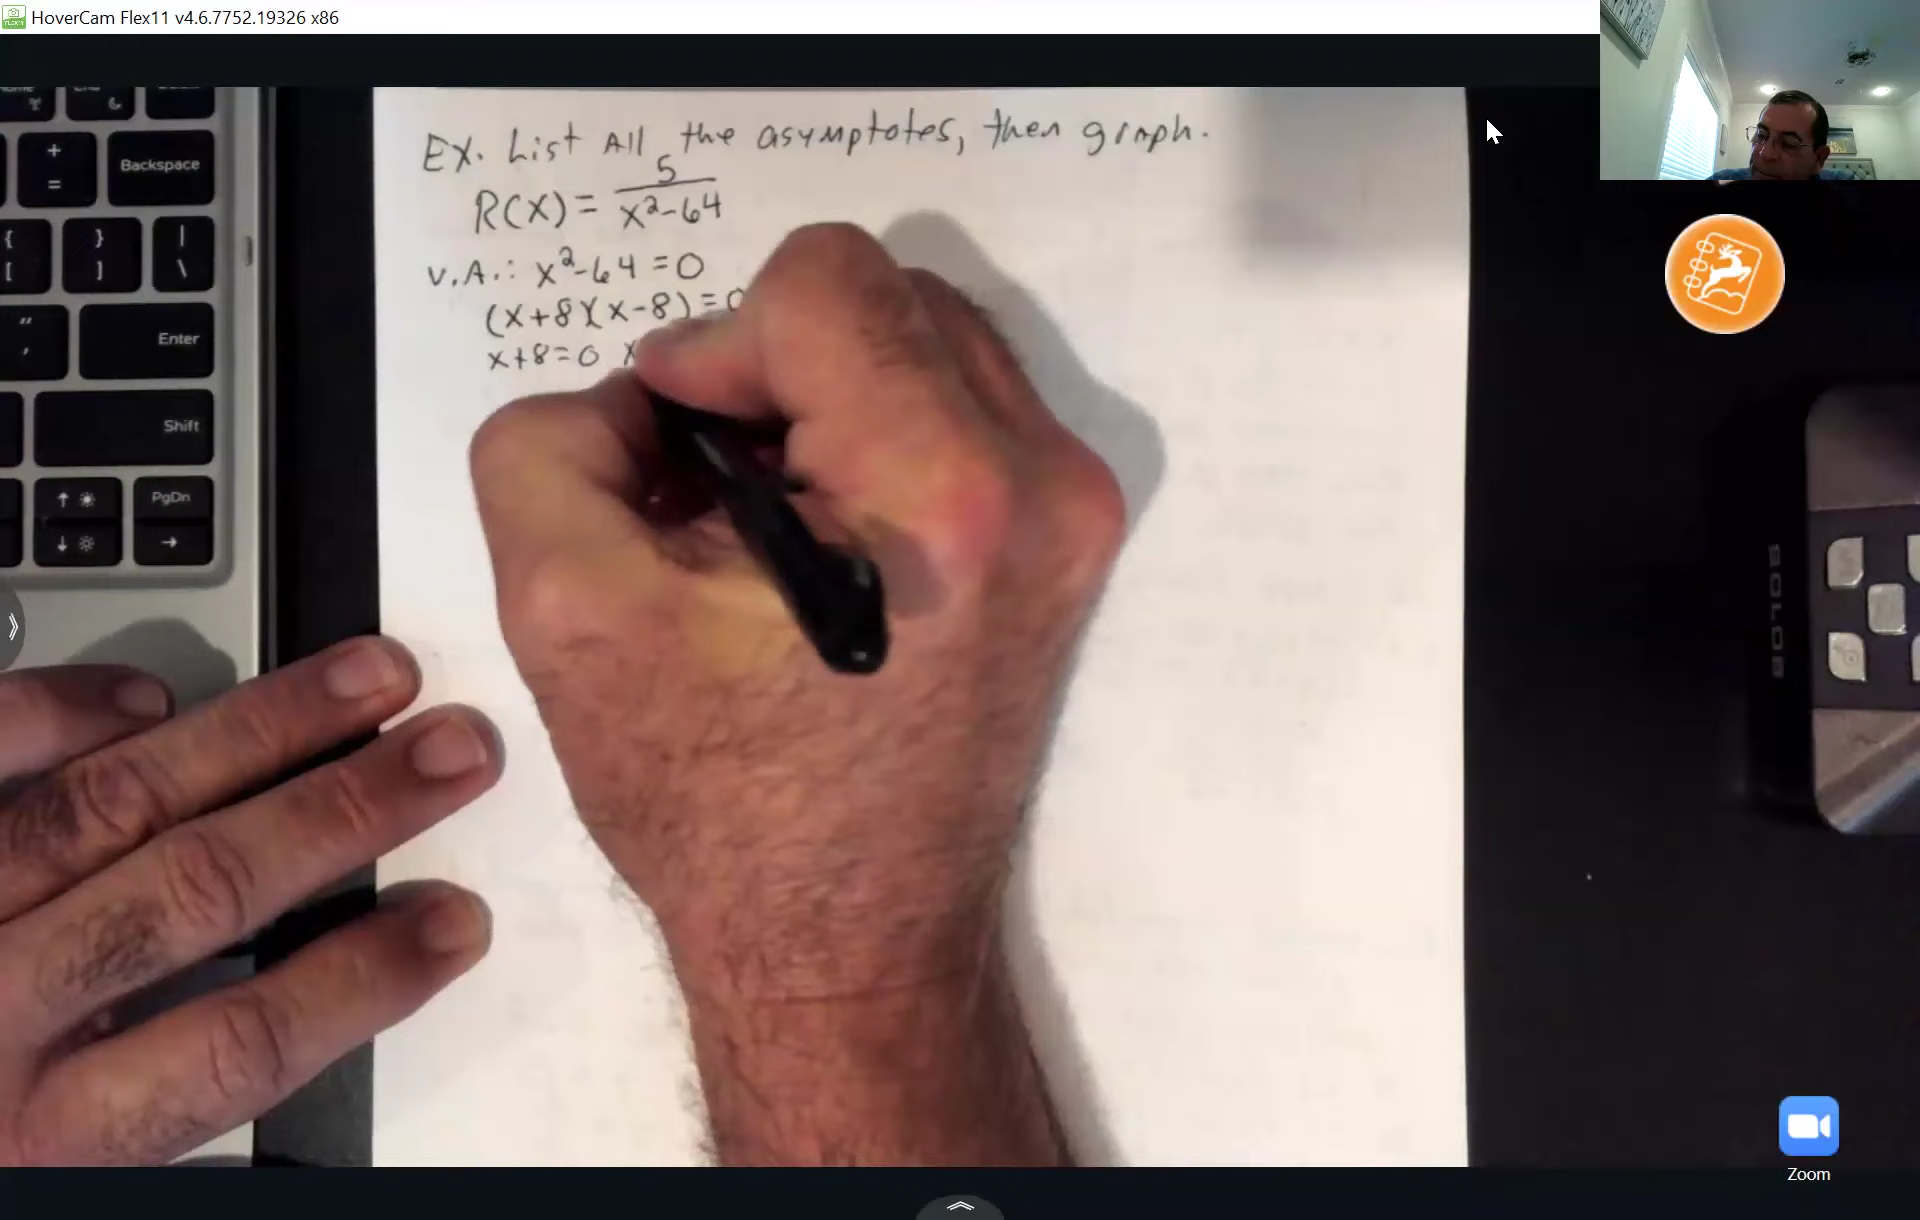 HoverCam Flex11 v4.6.7752.19326 x86
EX. List All the asymptotes, then graph.
R(X) = 5/(x²-64)
V.A.: x²-64 = 0
(x+8)(x-8) = 0
x+8=0 x
+
=
Backspace
{
[
}
]
|
\
"
,
Enter
Shift
↑
PgDn
↓
→
BOLOB
Zoom